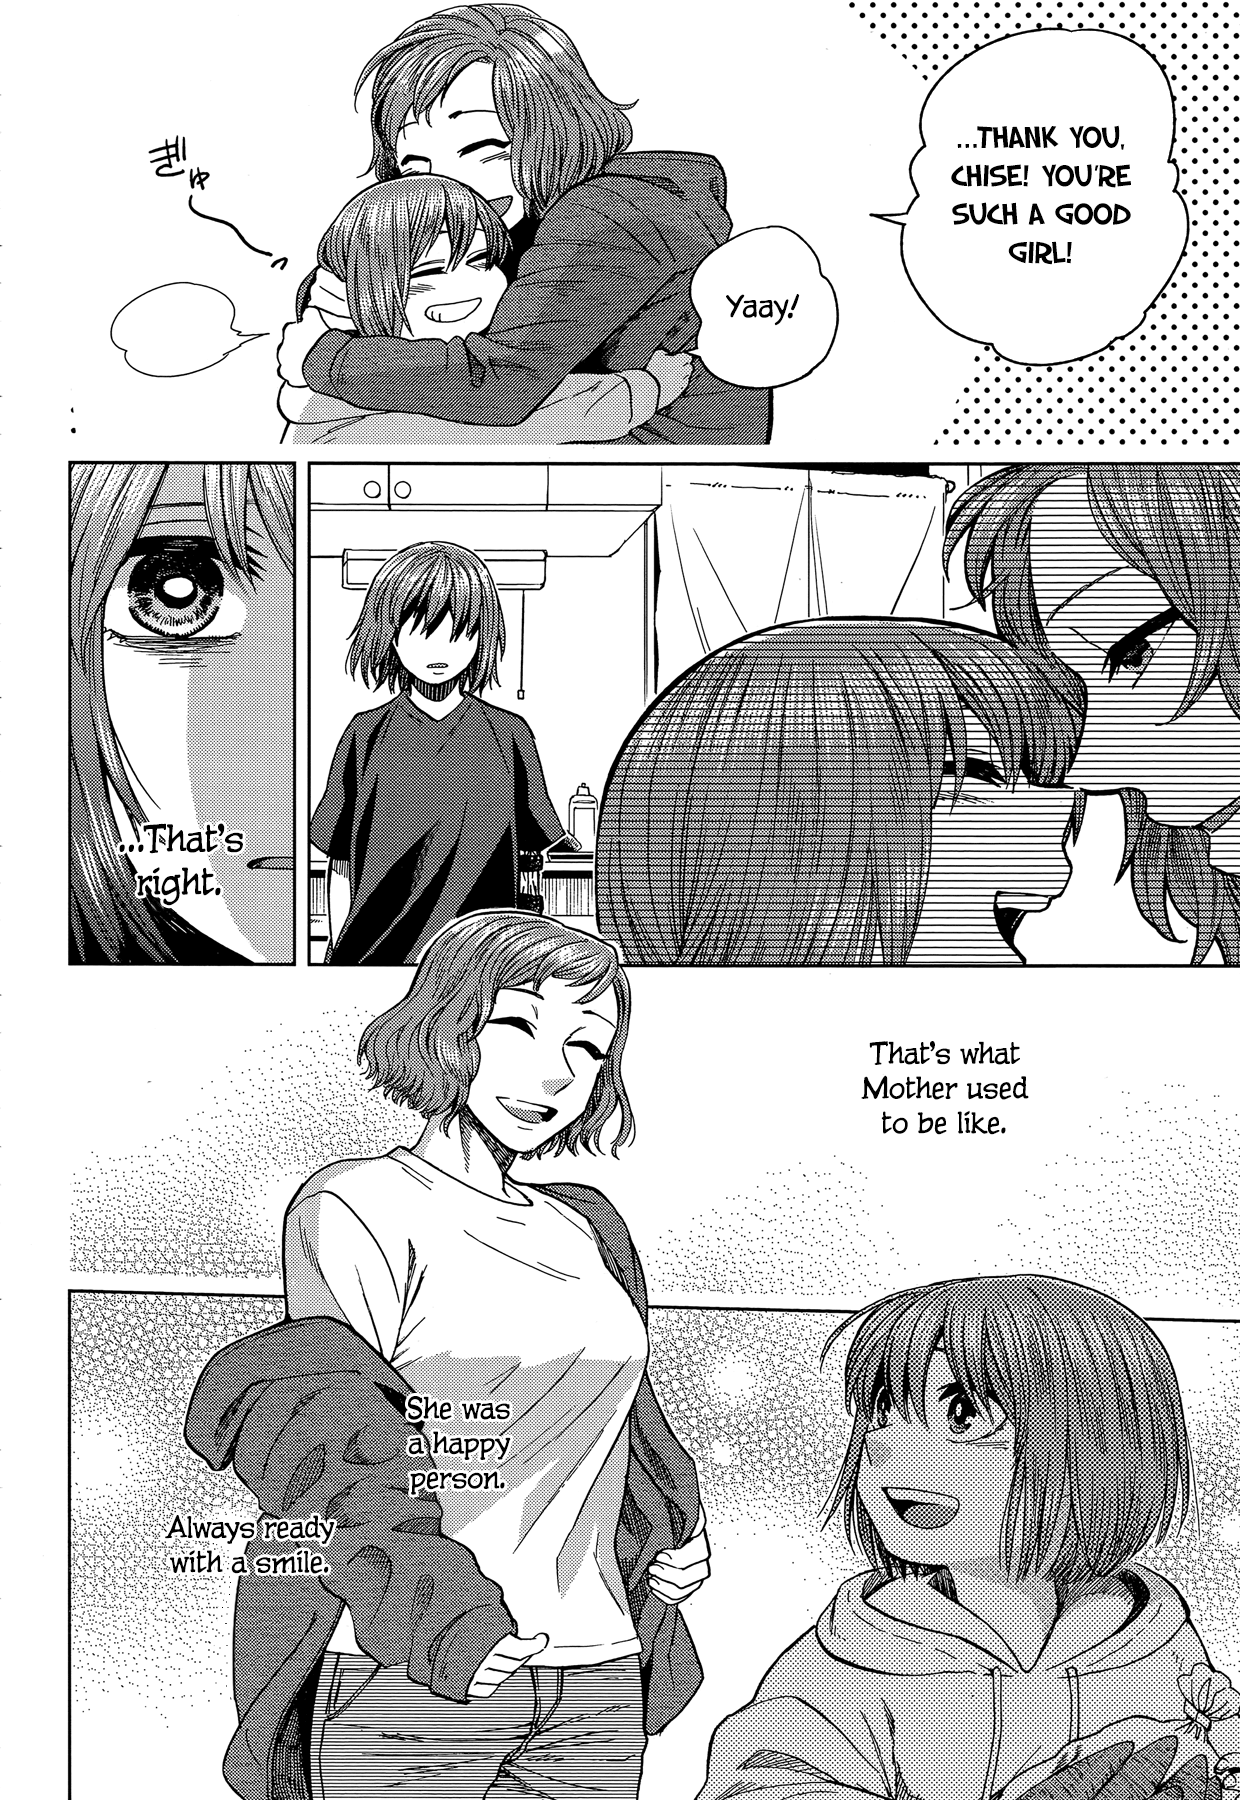 ...THANK YOU,
CHISE! YOU'RE
SUCH A GOOD
GIRL!
Yaay!
ぎゅ
...That's
right.
That's what
Mother used
to be like.
She was
a happy
person.
Always ready
with a smile.